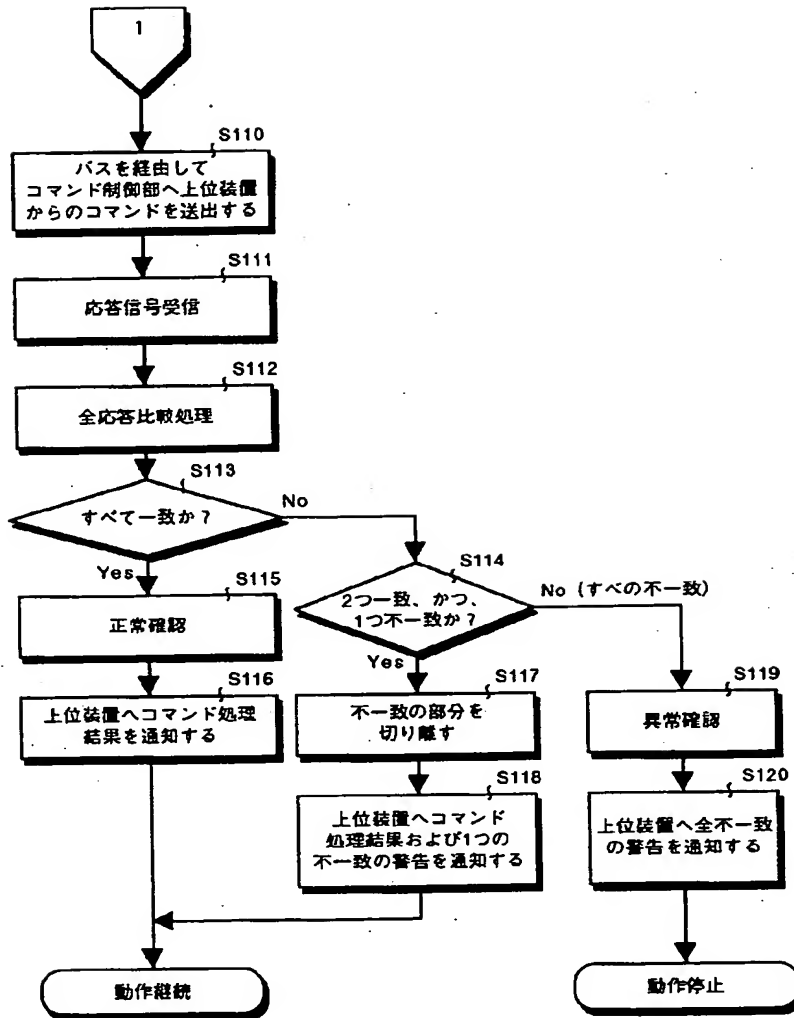 1
S110
バスを経由して
コマンド制御部へ上位装置
からのコマンドを送出する
S111
応答信号受信
S112
全応答比較処理
S113
すべて一致か？
No
Yes
S114
2つ一致、かつ、
1つ不一致か？
No (すべの不一致)
Yes
S115
正常確認
S116
上位装置へコマンド処理
結果を通知する
S117
不一致の部分を
切り離す
S118
上位装置へコマンド
処理結果および1つの
不一致の警告を通知する
S119
異常確認
S120
上位装置へ全不一致
の警告を通知する
動作継続
動作停止